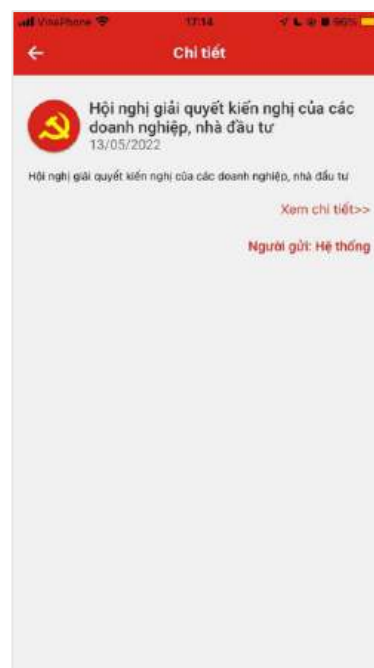 VinaPhone 17:14 96%
Chi tiết
Hội nghị giải quyết kiến nghị của các
doanh nghiệp, nhà đầu tư
13/05/2022
Hội nghị giải quyết kiến nghị của các doanh nghiệp, nhà đầu tư
Xem chi tiết>>
Người gửi: Hệ thống